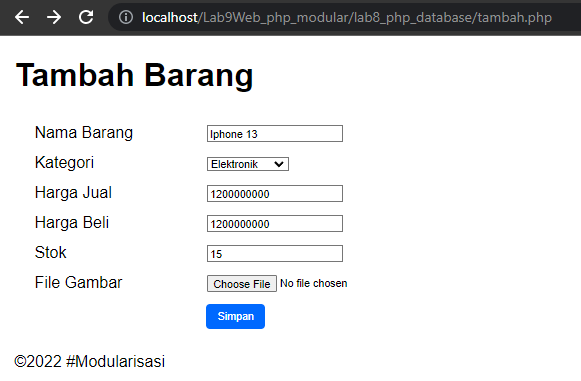 localhost/Lab9Web_php_modular/lab8_php_database/tambah.php
Tambah Barang
Nama Barang Iphone 13
Kategori Elektronik
Harga Jual 1200000000
Harga Beli 1200000000
Stok 15
File Gambar Choose File No file chosen
Simpan
©2022 #Modularisasi